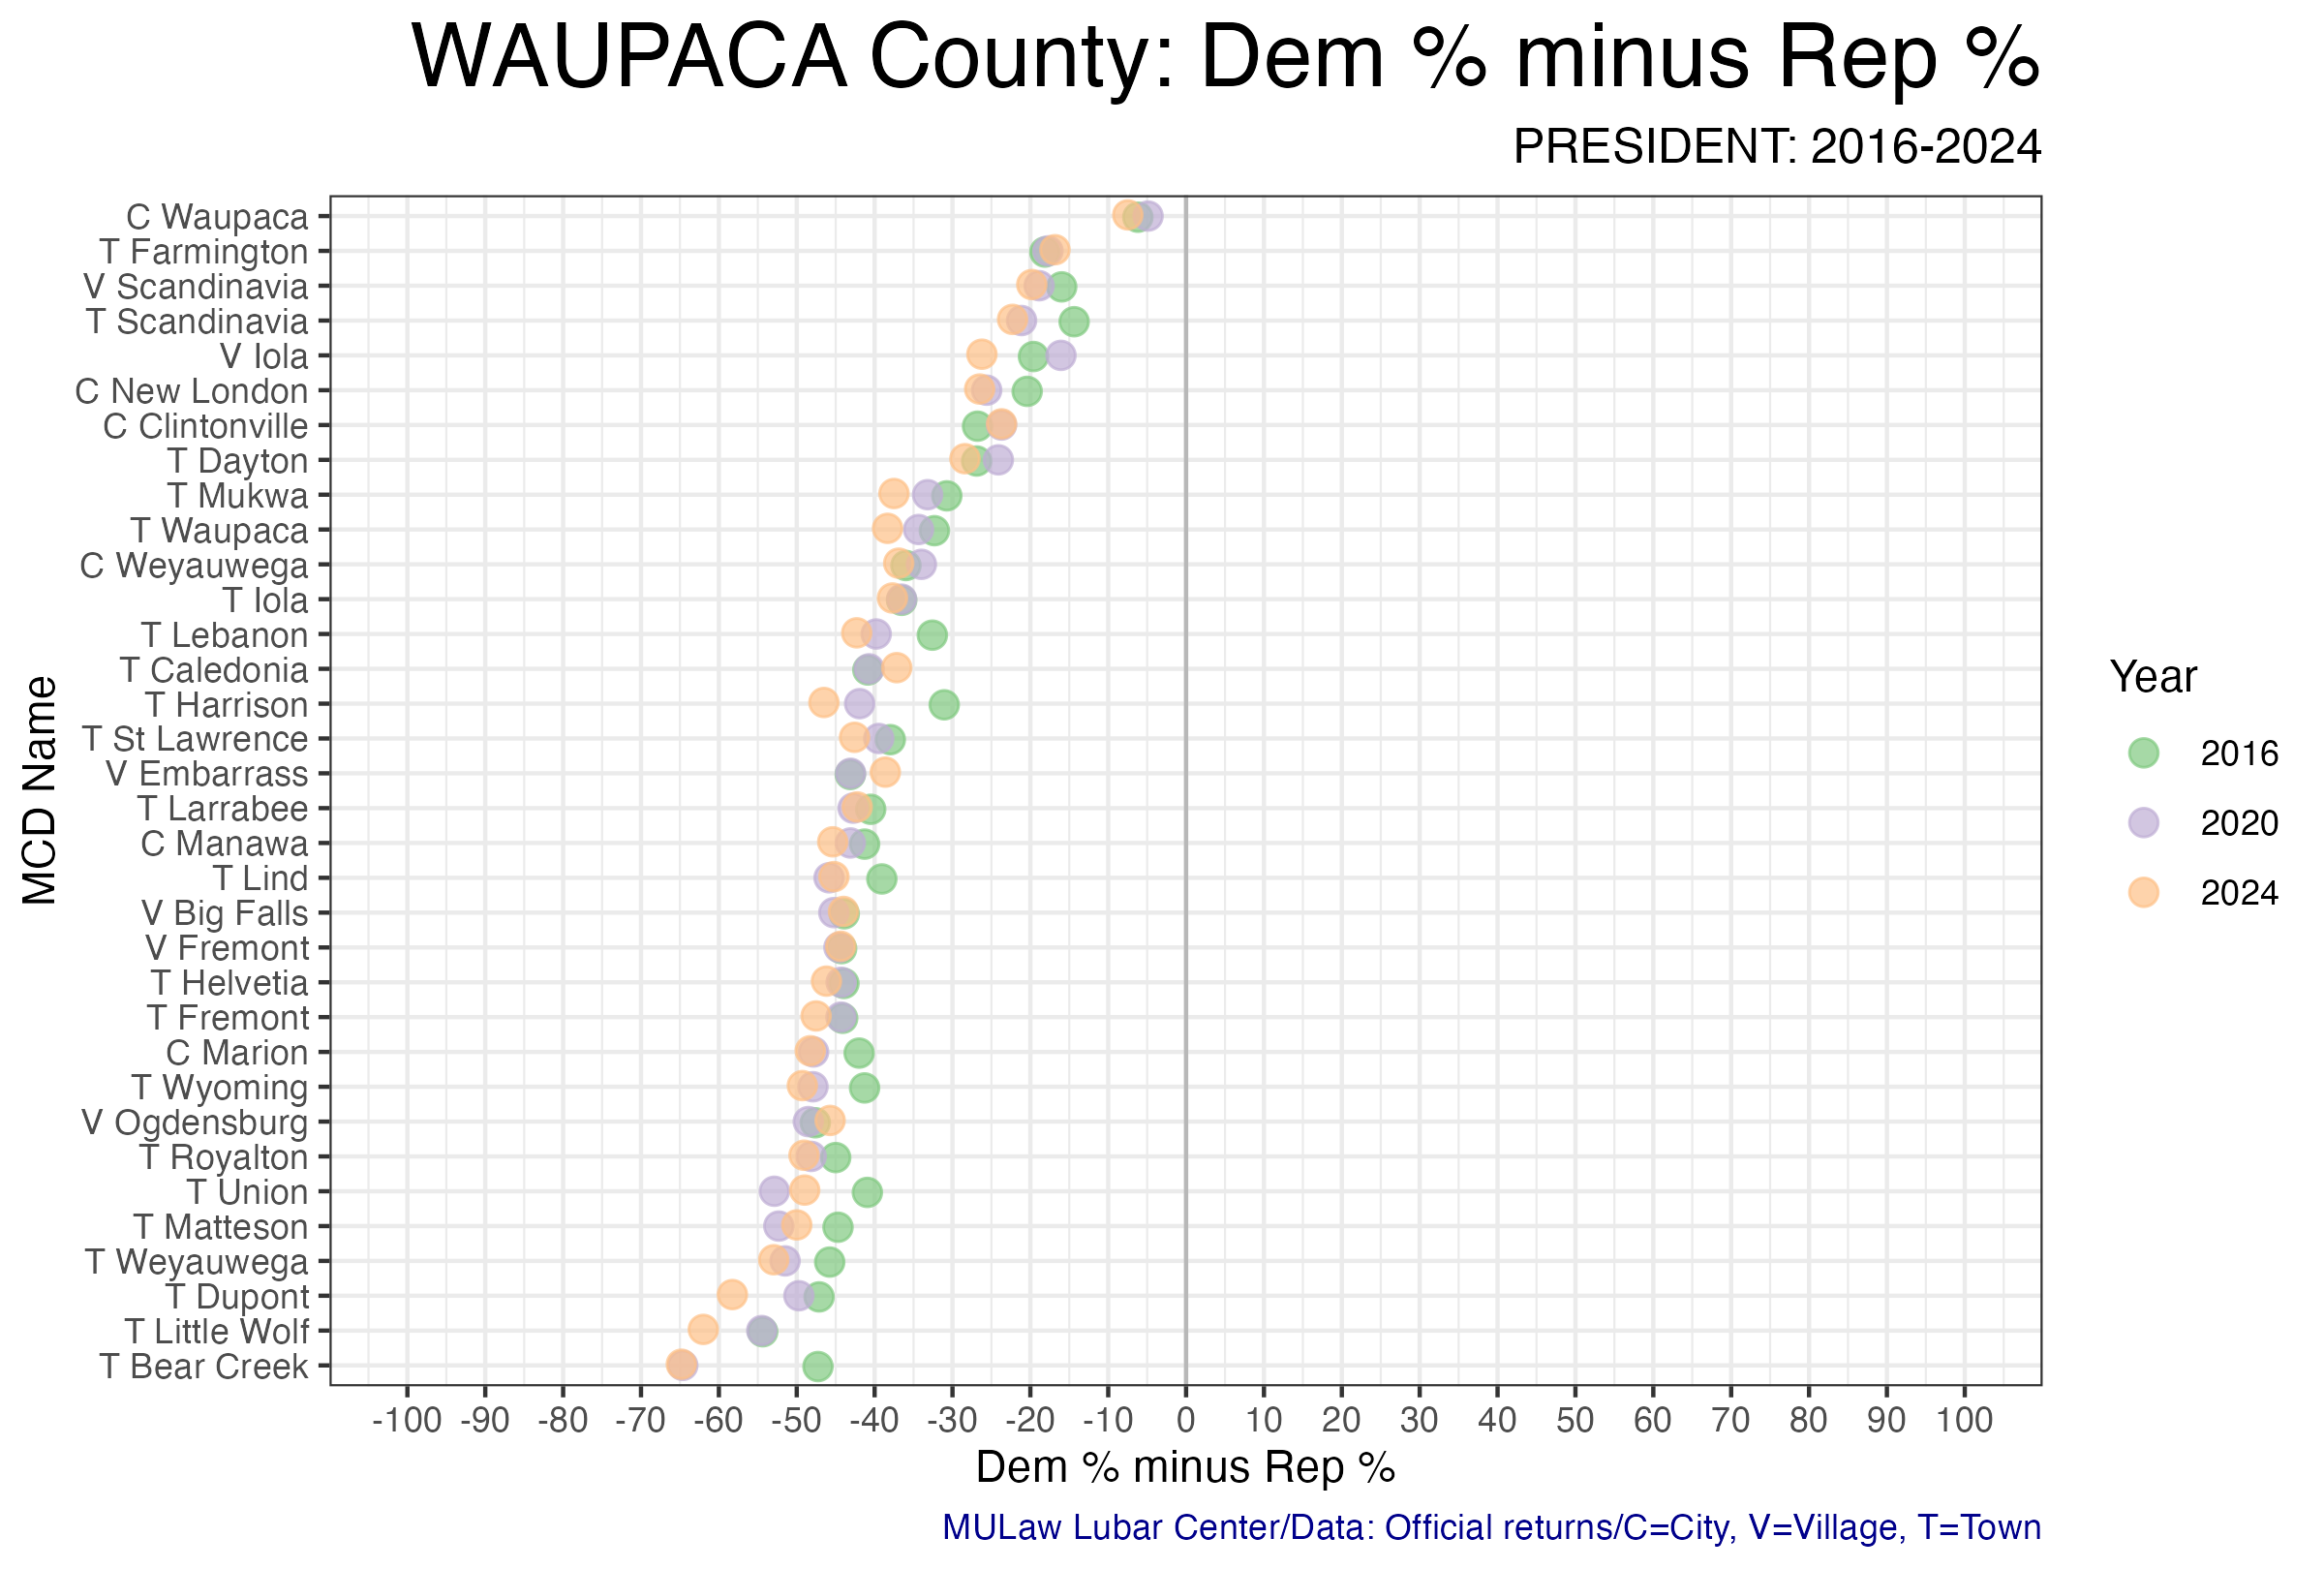 WAUPACA County: Dem % minus Rep %
PRESIDENT: 2016-2024
MCD Name
C Waupaca
T Farmington
V Scandinavia
T Scandinavia
V Iola
C New London
C Clintonville
T Dayton
T Mukwa
T Waupaca
C Weyauwega
T Iola
T Lebanon
T Caledonia
T Harrison
T St Lawrence
V Embarrass
T Larrabee
C Manawa
T Lind
V Big Falls
V Fremont
T Helvetia
T Fremont
C Marion
T Wyoming
V Ogdensburg
T Royalton
T Union
T Matteson
T Weyauwega
T Dupont
T Little Wolf
T Bear Creek
-100 -90 -80 -70 -60 -50 -40 -30 -20 -10 0 10 20 30 40 50 60 70 80 90 100
Dem % minus Rep %
Year
2016
2020
2024
MULaw Lubar Center/Data: Official returns/C=City, V=Village, T=Town